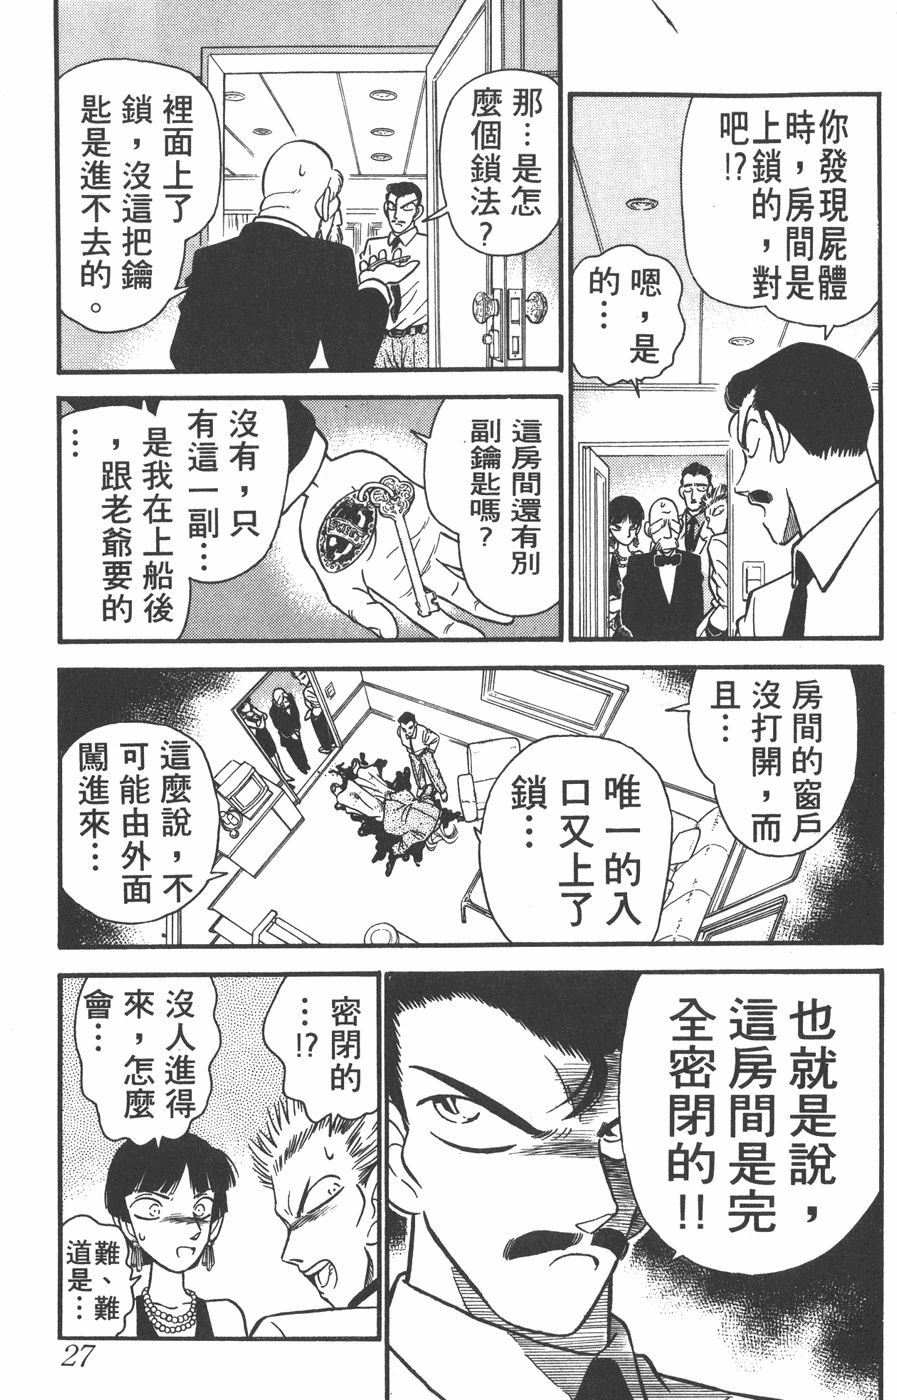 你發現屍體
時，房間是
上鎖的，對
吧!?
嗯，是
的…
那…是怎
麼個鎖法？
裡面上了
鎖，沒這把鑰
匙是進不去的。
這房間還有別
副鑰匙嗎？
沒有，只
有這一副…
是我在上船後
，跟老爺要的
…
房間的窗戶
沒打開，而
且…
唯一的入
口又上了
鎖…
這麼說，不
可能由外面
闖進來…
也就是說，
這房間是完
全密閉的!!
密閉的
…!?
沒人進得
來，怎麼
會…
難、難
道是…
27